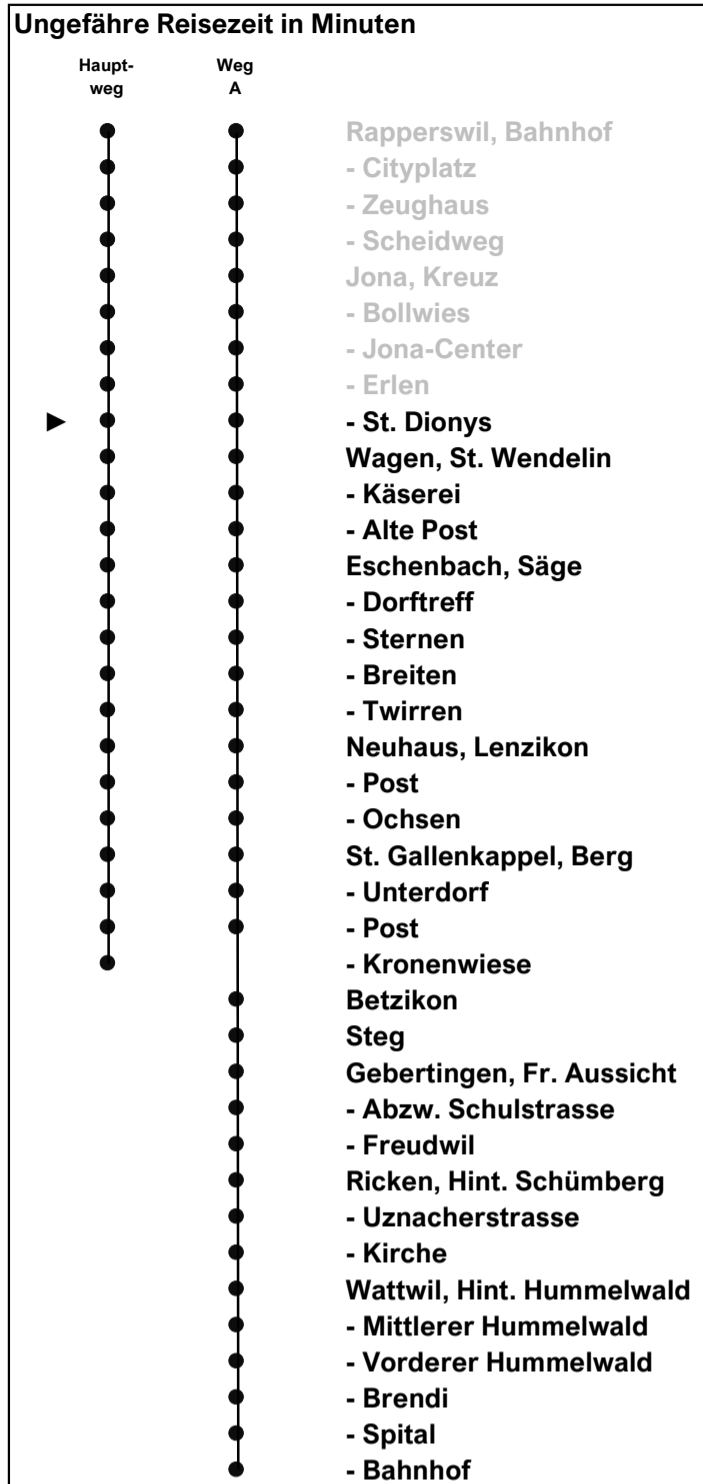 Ungefähre Reisezeit in Minuten
Haupt- Weg
weg A
Rapperswil, Bahnhof
- Cityplatz
- Zeughaus
- Scheidweg
Jona, Kreuz
- Bollwies
- Jona-Center
- Erlen
- St. Dionys
Wagen, St. Wendelin
- Käserei
- Alte Post
Eschenbach, Säge
- Dorftreff
- Sternen
- Breiten
- Twirren
Neuhaus, Lenzikon
- Post
- Ochsen
St. Gallenkappel, Berg
- Unterdorf
- Post
- Kronenwiese
Betzikon
Steg
Gebertingen, Fr. Aussicht
- Abzw. Schulstrasse
- Freudwil
Ricken, Hint. Schümberg
- Uznacherstrasse
- Kirche
Wattwil, Hint. Hummelwald
- Mittlerer Hummelwald
- Vorderer Hummelwald
- Brendi
- Spital
- Bahnhof